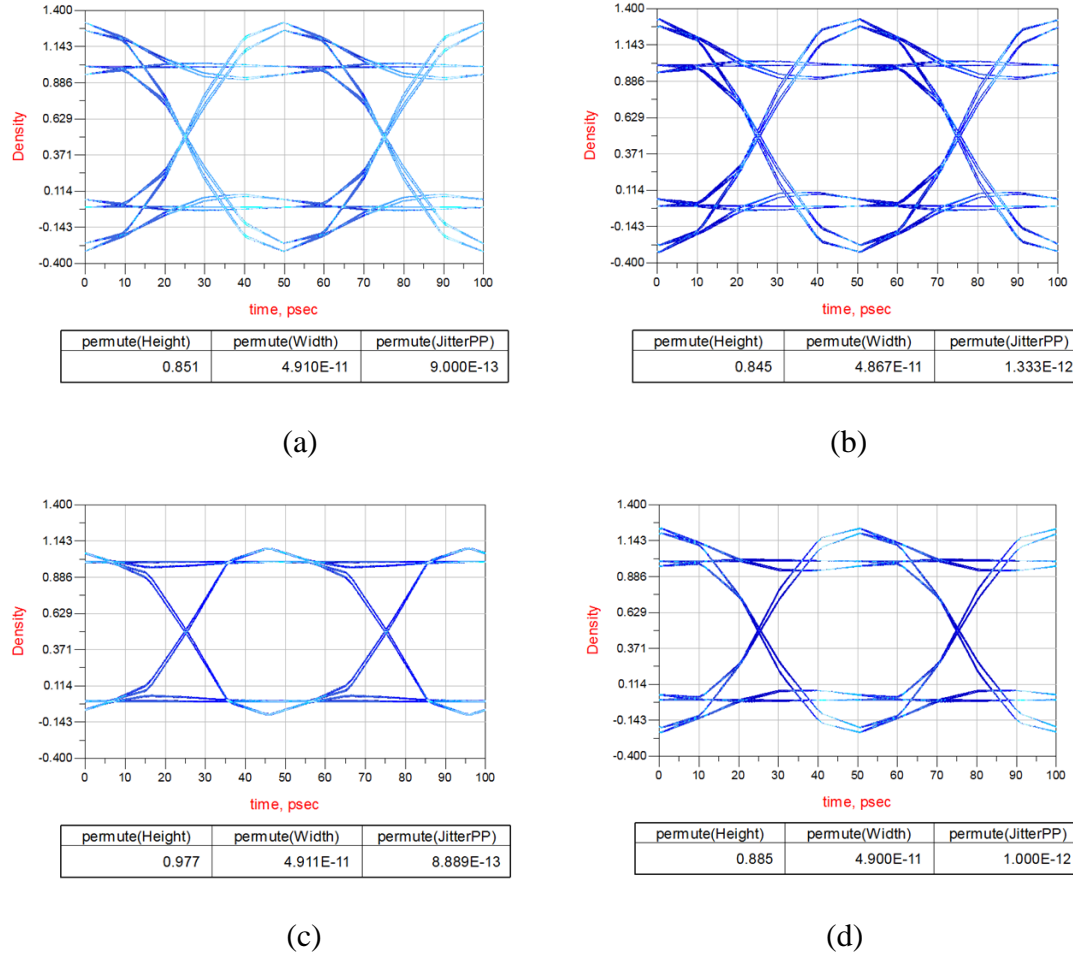 1.400
1.143
0.886
0.629
0.371
0.114
-0.143
-0.400
Density
0 10 20 30 40 50 60 70 80 90 100
time, psec
permute(Height) permute(Width) permute(JitterPP)
0.851 4.910E-11 9.000E-13
(a)
1.400
1.143
0.886
0.629
0.371
0.114
-0.143
-0.400
Density
0 10 20 30 40 50 60 70 80 90 100
time, psec
permute(Height) permute(Width) permute(JitterPP)
0.845 4.867E-11 1.333E-12
(b)
1.400
1.143
0.886
0.629
0.371
0.114
-0.143
-0.400
Density
0 10 20 30 40 50 60 70 80 90 100
time, psec
permute(Height) permute(Width) permute(JitterPP)
0.977 4.911E-11 8.889E-13
(c)
1.400
1.143
0.886
0.629
0.371
0.114
-0.143
-0.400
Density
0 10 20 30 40 50 60 70 80 90 100
time, psec
permute(Height) permute(Width) permute(JitterPP)
0.885 4.900E-11 1.000E-12
(d)